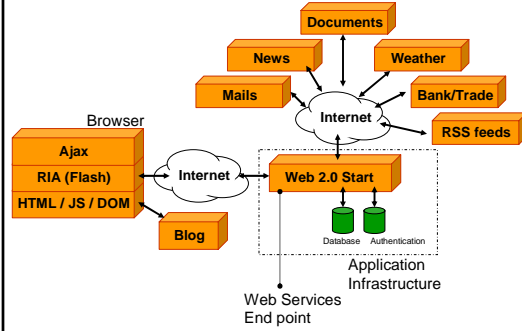 Documents
News
Weather
Mails
Internet
Bank/Trade
RSS feeds
Browser
Ajax
RIA (Flash)
HTML / JS / DOM
Internet
Web 2.0 Start
Blog
Database
Authentication
Application
Infrastructure
Web Services
End point